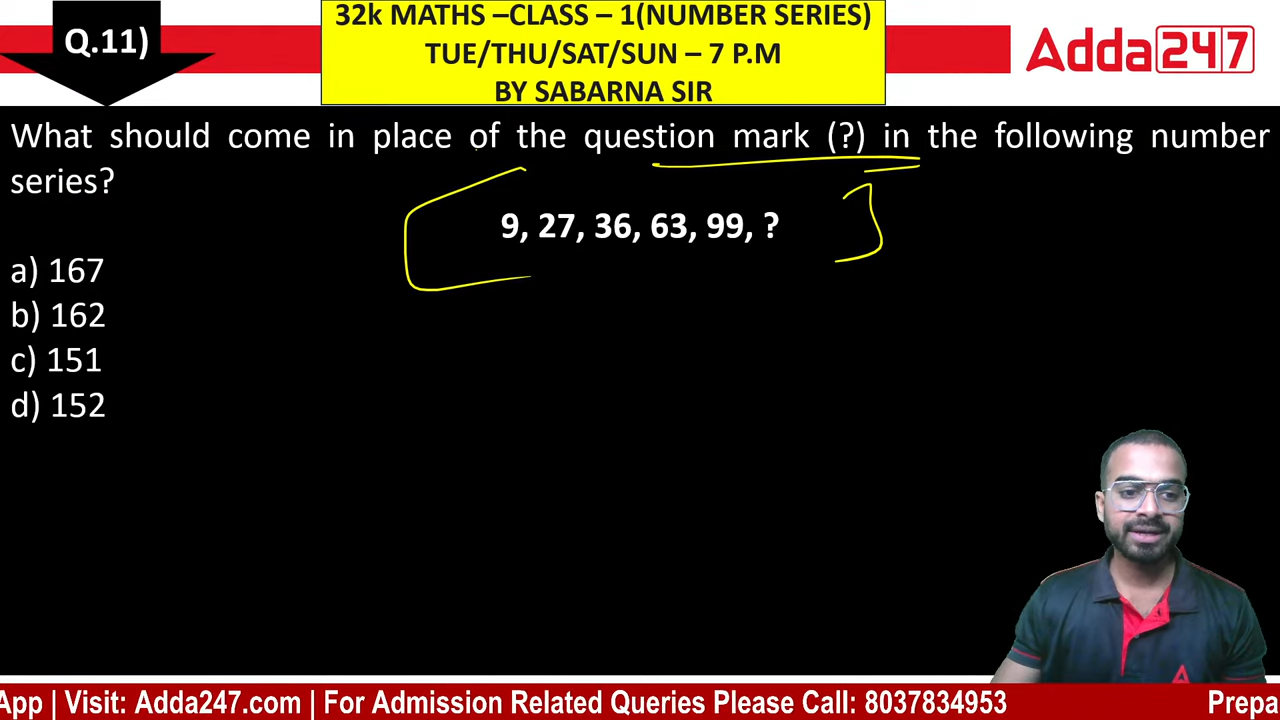 Q.11)
32k MATHS –CLASS – 1(NUMBER SERIES)
TUE/THU/SAT/SUN – 7 P.M
BY SABARNA SIR
Adda247
What should come in place of the question mark (?) in the following number
series?
9, 27, 36, 63, 99, ?
a) 167
b) 162
c) 151
d) 152
App | Visit: Adda247.com | For Admission Related Queries Please Call: 8037834953
Prepa